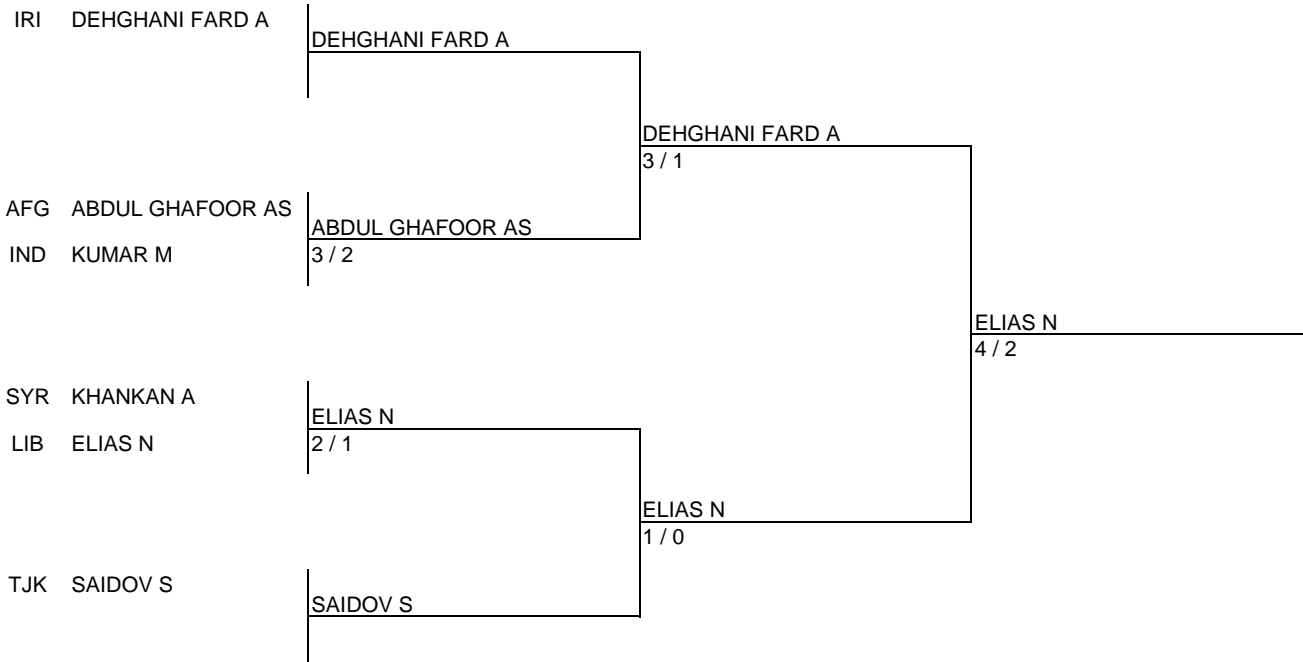 IRI DEHGHANI FARD A
DEHGHANI FARD A
DEHGHANI FARD A
3 / 1
AFG ABDUL GHAFOOR AS
ABDUL GHAFOOR AS
IND KUMAR M
3 / 2
ELIAS N
4 / 2
SYR KHANKAN A
ELIAS N
LIB ELIAS N
2 / 1
ELIAS N
1 / 0
TJK SAIDOV S
SAIDOV S